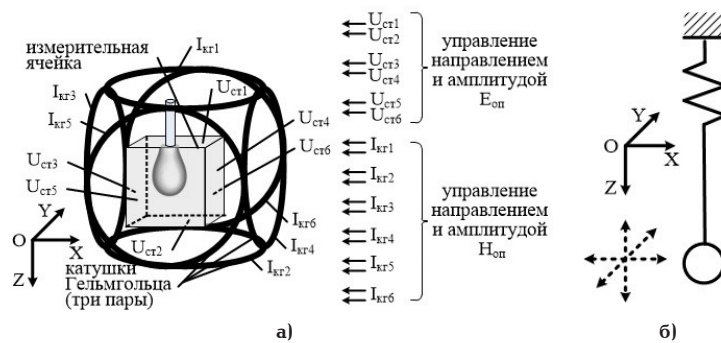 измерительная
ячейка
Iкг1
Iкг3
Uст1
Iкг5
Uст4
Uст3
Uст6
Uст5
Y
O
X
Z
Uст2
Iкг6
Iкг4
Iкг2
катушки
Гельмгольца
(три пары)
Uст1
Uст2
Uст3
Uст4
Uст5
Uст6
управление
направлением
и амплитудой
Eоп
Iкг1
Iкг2
Iкг3
Iкг4
Iкг5
Iкг6
управление
направлением
и амплитудой
Hоп
а)
Y
O
X
Z
б)